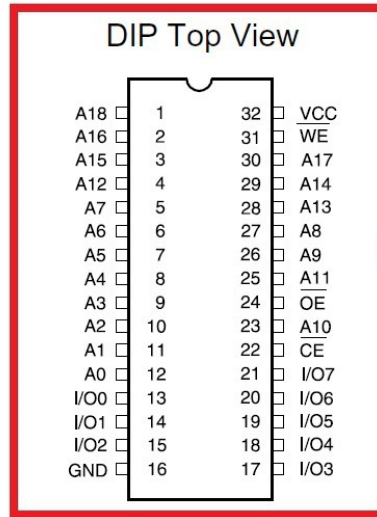 DIP Top View
A18 1 32 VCC
A16 2 31 WE
A15 3 30 A17
A12 4 29 A14
A7 5 28 A13
A6 6 27 A8
A5 7 26 A9
A4 8 25 A11
A3 9 24 OE
A2 10 23 A10
A1 11 22 CE
A0 12 21 I/O7
I/O0 13 20 I/O6
I/O1 14 19 I/O5
I/O2 15 18 I/O4
GND 16 17 I/O3